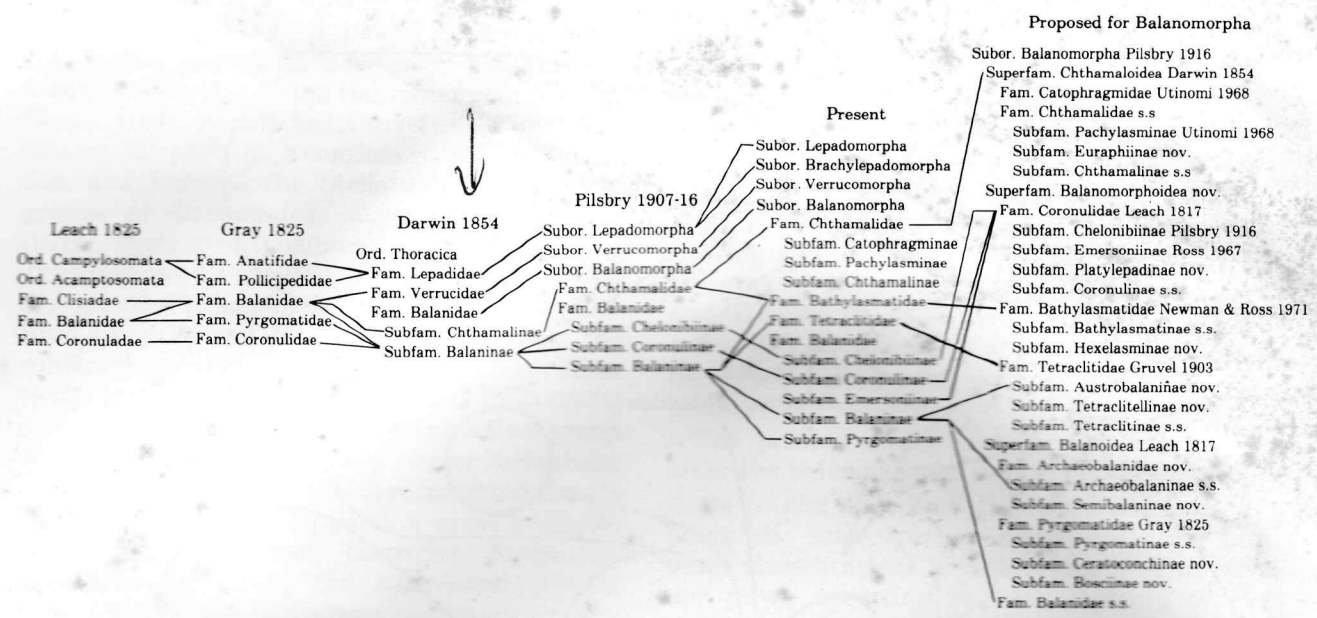 Leach 1825
Ord. Campylosomata
Ord. Acamptosomata
Fam. Clisiadae
Fam. Balanidae
Fam. Coronuladae
Gray 1825
Fam. Anatifidae
Fam. Pollicipedidae
Fam. Balanidae
Fam. Pyrgomatidae
Fam. Coronulidae
Darwin 1854
Ord. Thoracica
Fam. Lepadidae
Fam. Verrucidae
Fam. Balanidae
Subfam. Chthamalinae
Subfam. Balaninae
Pilsbry 1907-16
Subor. Lepadomorpha
Subor. Verrucomorpha
Subor. Balanomorpha
Fam. Chthamalidae
Fam. Balanidae
Subfam. Chelonibiinae
Subfam. Coronulinae
Subfam. Balaninae
Present
Subor. Lepadomorpha
Subor. Brachylepadomorpha
Subor. Verrucomorpha
Subor. Balanomorpha
Fam. Chthamalidae
Subfam. Catophragminae
Subfam. Pachylasminae
Subfam. Chthamalinae
Fam. Bathylasmatidae
Fam. Tetraclitidae
Fam. Balanidae
Subfam. Chelonibiinae
Subfam. Coronulinae
Subfam. Emersoniinae
Subfam. Balaninae
Subfam. Pyrgomatinae
Proposed for Balanomorpha
Subor. Balanomorpha Pilsbry 1916
Superfam. Chthamaloidea Darwin 1854
Fam. Catophragmidae Utinomi 1968
Fam. Chthamalidae s.s
Subfam. Pachylasminae Utinomi 1968
Subfam. Euraphiinae nov.
Subfam. Chthamalinae s.s
Superfam. Balanomorphoidea nov.
Fam. Coronulidae Leach 1817
Subfam. Chelonibiinae Pilsbry 1916
Subfam. Emersoniinae Ross 1967
Subfam. Platylepadinae nov.
Subfam. Coronulinae s.s.
Fam. Bathylasmatidae Newman & Ross 1971
Subfam. Bathylasmatinae s.s.
Subfam. Hexelasminae nov.
Fam. Tetraclitidae Gruvel 1903
Subfam. Austrobalaninae nov.
Subfam. Tetraclitellinae nov.
Subfam. Tetraclitinae s.s.
Superfam. Balanoidea Leach 1817
Fam. Archaeobalanidae nov.
Subfam. Archaeobalaninae s.s.
Subfam. Semibalaninae nov.
Fam. Pyrgomatidae Gray 1825
Subfam. Pyrgomatinae s.s.
Subfam. Ceratoconchinae nov.
Subfam. Bosciinae nov.
Fam. Balanidae s.s.